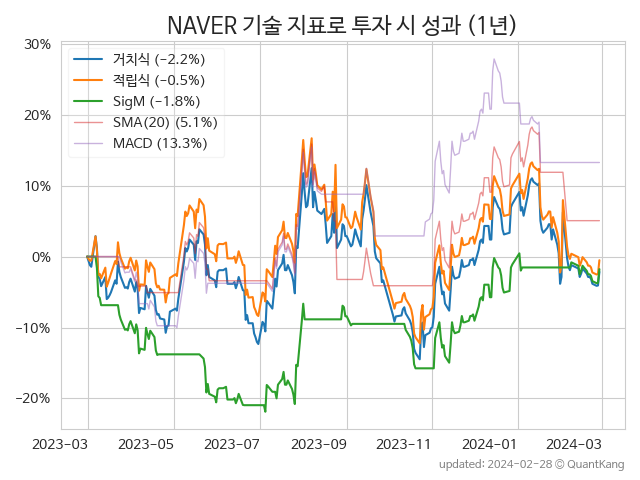 NAVER 기술 지표로 투자 시 성과 (1년)
30%
20%
10%
0%
−10%
−20%
거치식 (−2.2%)
적립식 (−0.5%)
SigM (−1.8%)
SMA(20) (5.1%)
MACD (13.3%)
2023-03 2023-05 2023-07 2023-09 2023-11 2024-01 2024-03
updated: 2024-02-28 ⓒ QuantKang